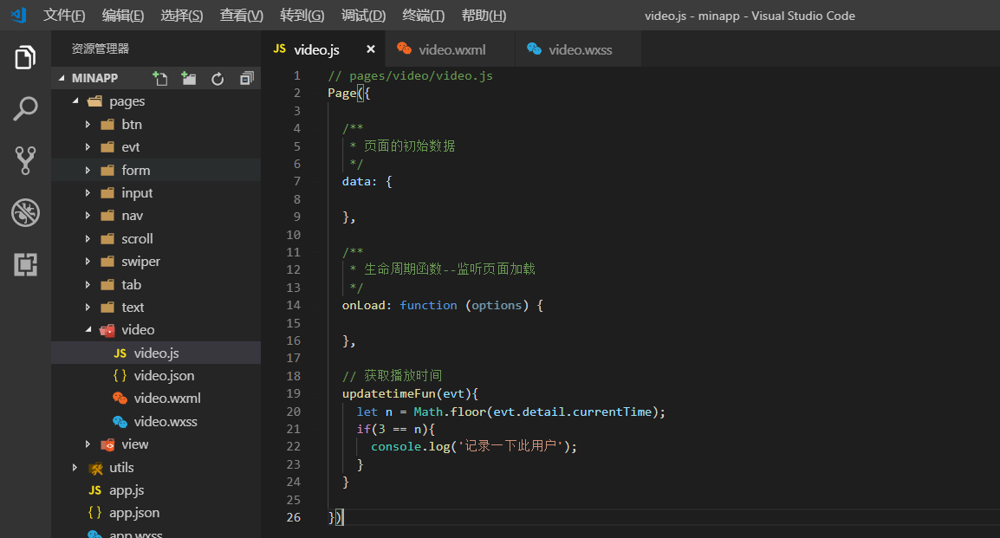 文件(F) 编辑(E) 选择(S) 查看(V) 转到(G) 调试(D) 终端(T) 帮助(H) video.js - minapp - Visual Studio Code
资源管理器
JS video.js × video.wxml video.wxss
MINAPP
pages
btn
evt
form
input
nav
scroll
swiper
tab
text
video
JS video.js
{ } video.json
video.wxml
video.wxss
view
utils
JS app.js
{ } app.json
app.wxss
1 // pages/video/video.js
2 Page({
3
4 /**
5 * 页面的初始数据
6 */
7 data: {
8
9 },
10
11 /**
12 * 生命周期函数--监听页面加载
13 */
14 onLoad: function (options) {
15
16 },
17
18 // 获取播放时间
19 updatetimeFun(evt){
20 let n = Math.floor(evt.detail.currentTime);
21 if(3 == n){
22 console.log('记录一下此用户');
23 }
24 }
25
26 })